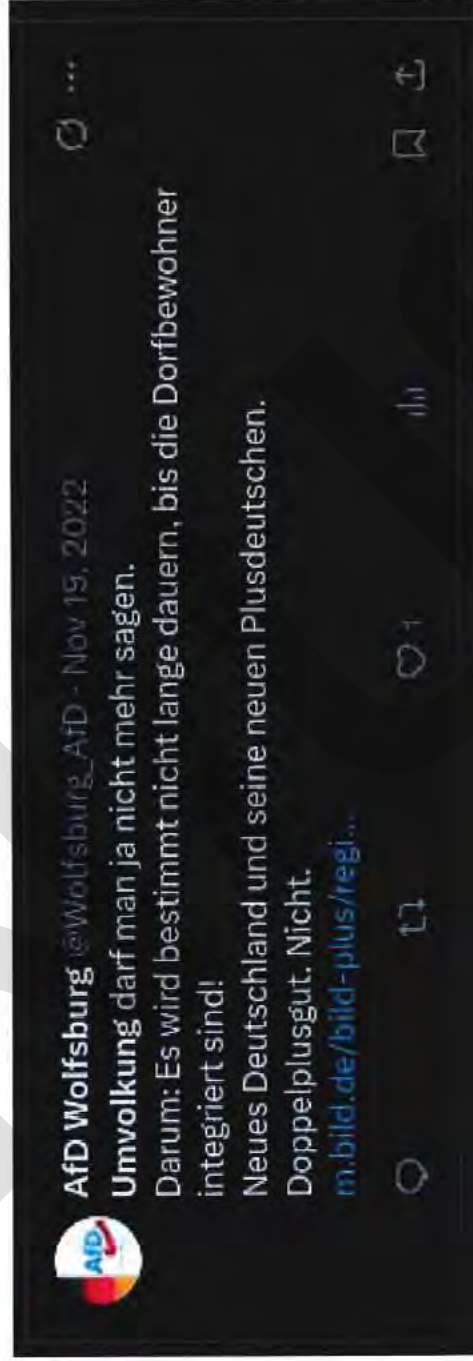 AfD Wolfsburg @Wolfsburg_AfD · Nov 19, 2022
Umvolkung darf man ja nicht mehr sagen.
Darum: Es wird bestimmt nicht lange dauern, bis die Dorfbewohner
integriert sind!
Neues Deutschland und seine neuen Plusdeutschen.
Doppelplusgut. Nicht.
m.bild.de/bild-plus/regi...
1
AfD